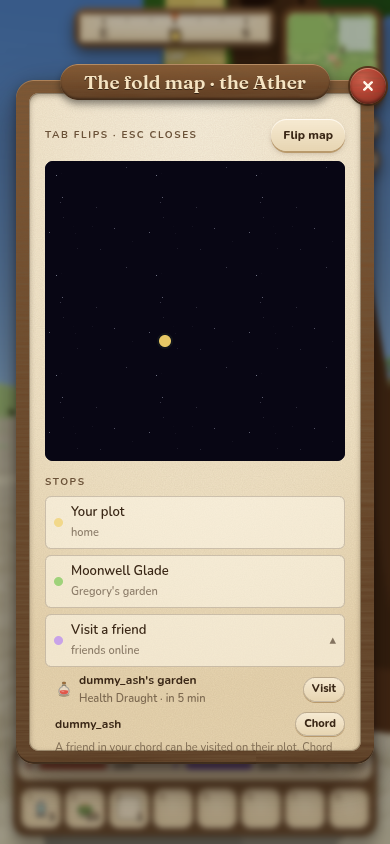 The fold map · the Ather
TAB FLIPS · ESC CLOSES
Flip map
STOPS
Your plot
home
Moonwell Glade
Gregory's garden
Visit a friend
friends online
dummy_ash's garden
Health Draught · in 5 min
Visit
dummy_ash
Chord
A friend in your chord can be visited on their plot. Chord